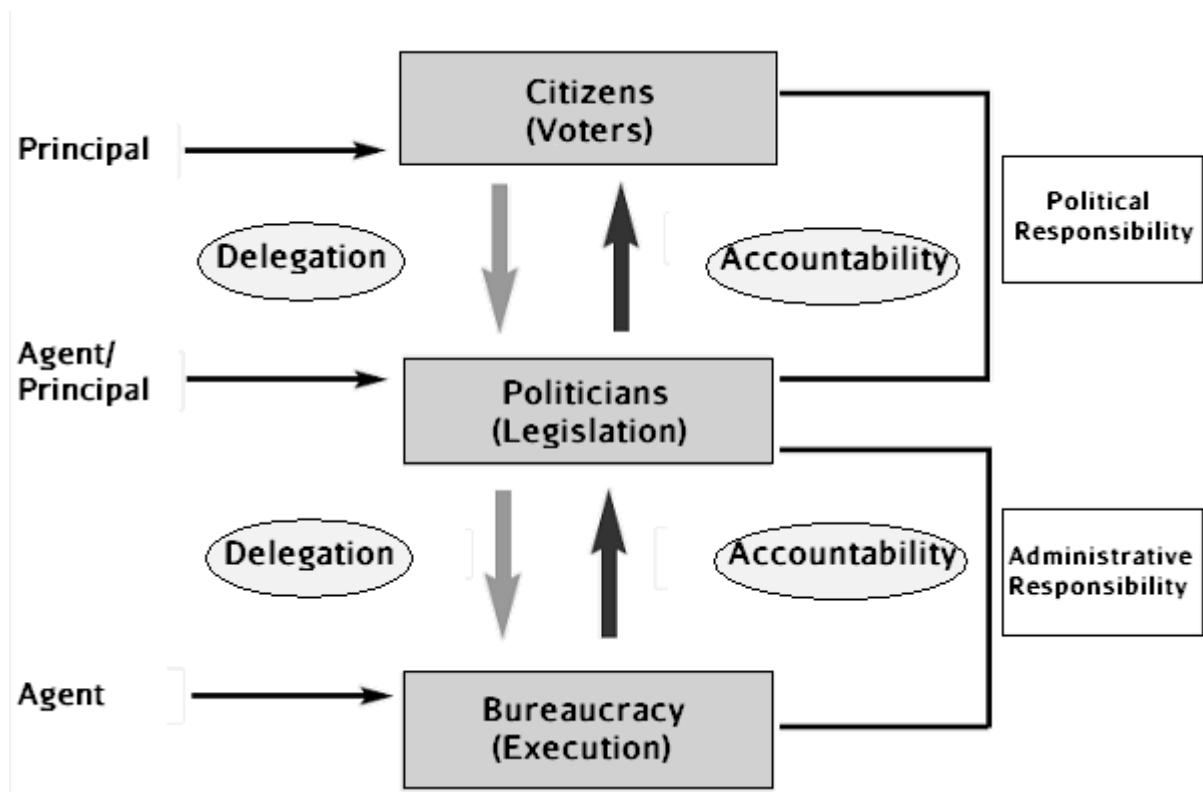 Citizens
(Voters)
Principal
Political
Responsibility
Delegation
Accountability
Agent/
Principal
Politicians
(Legislation)
Delegation
Accountability
Administrative
Responsibility
Agent
Bureaucracy
(Execution)